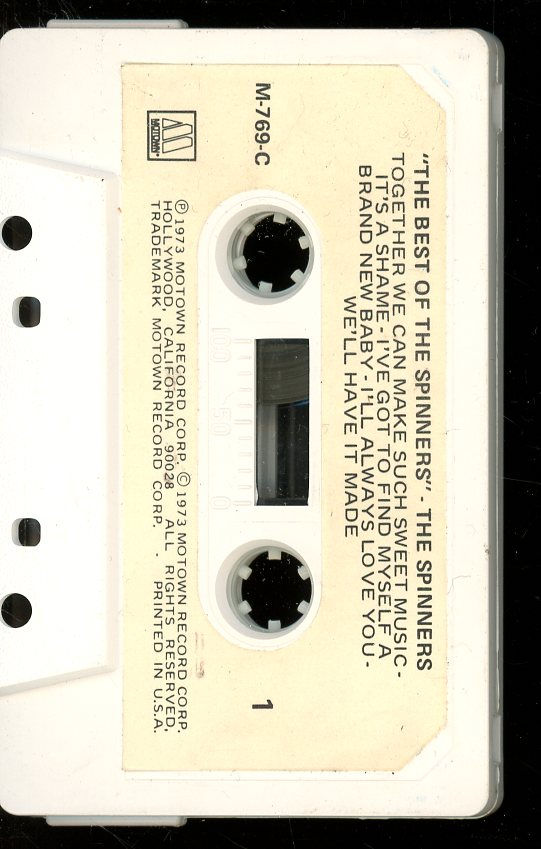 "THE BEST OF THE SPINNERS" - THE SPINNERS
TOGETHER WE CAN MAKE SUCH SWEET MUSIC -
IT'S A SHAME - I'VE GOT TO FIND MYSELF A
BRAND NEW BABY - I'LL ALWAYS LOVE YOU -
WE'LL HAVE IT MADE
M-769-C
1
100 50 0
MOTOWN
Ⓟ 1973 MOTOWN RECORD CORP. © 1973 MOTOWN RECORD CORP.
HOLLYWOOD, CALIFORNIA 90028 ALL RIGHTS RESERVED,
TRADEMARK, MOTOWN RECORD CORP. - PRINTED IN U.S.A.